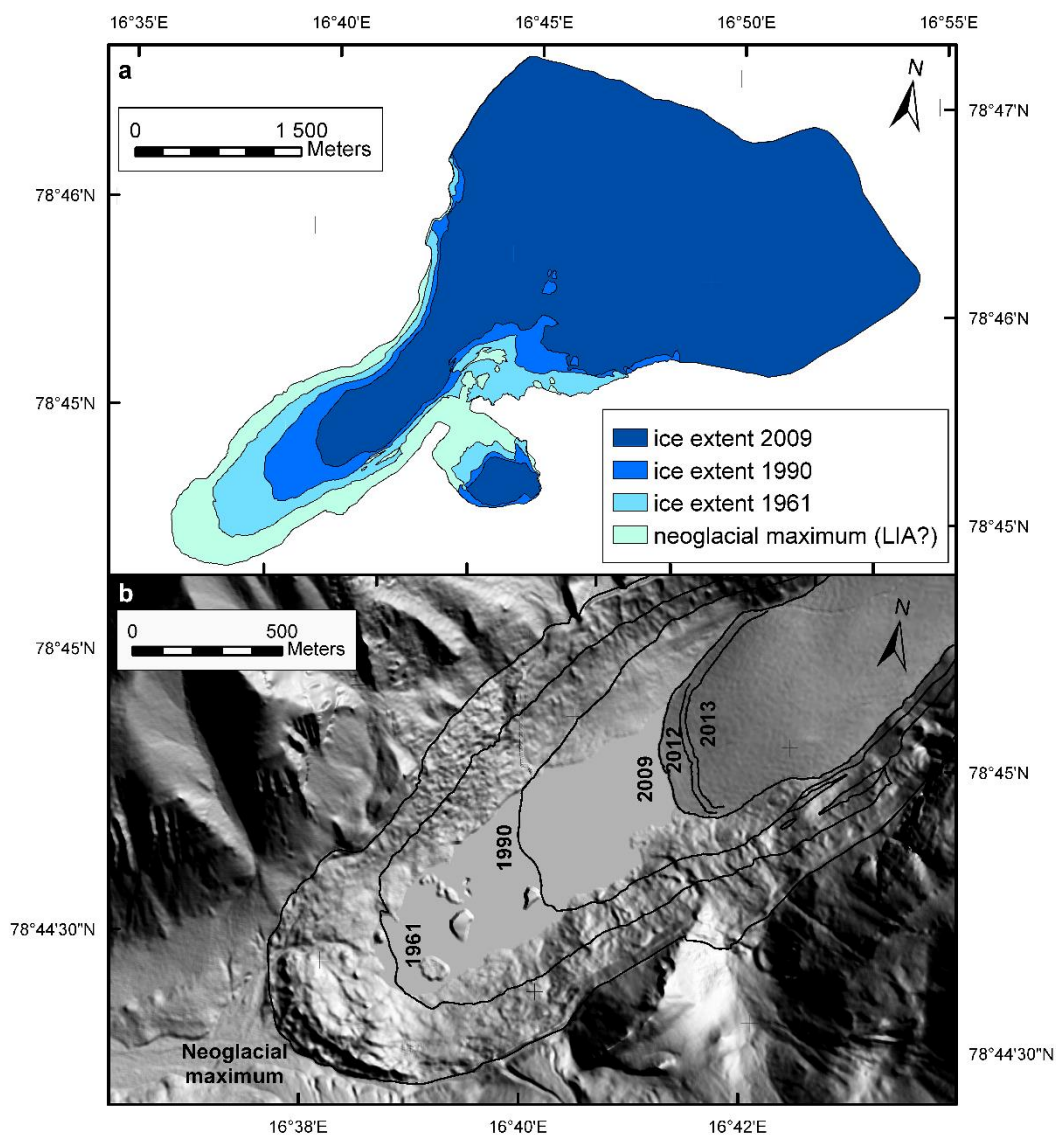 16°35'E 16°40'E 16°45'E 16°50'E 16°55'E
a
N
0 1 500
Meters
78°47'N
78°46'N
78°46'N
78°45'N
ice extent 2009
ice extent 1990
ice extent 1961
neoglacial maximum (LIA?)
78°45'N
b
N
0 500
Meters
78°45'N
2013
2012
2009
78°45'N
1990
78°44'30"N
1961
Neoglacial
maximum
78°44'30"N
16°38'E 16°40'E 16°42'E